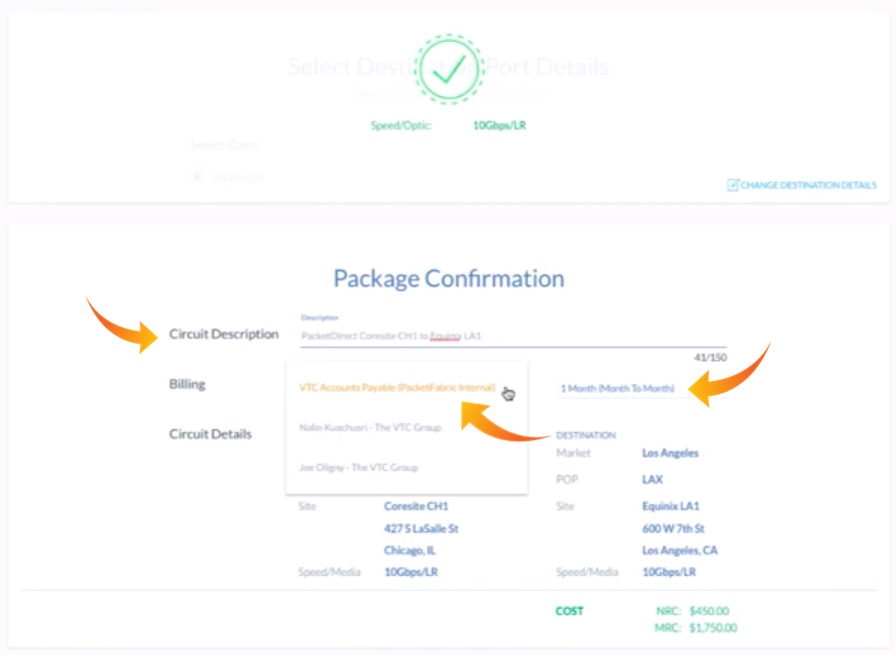 Select Destination Port Details
Speed/Optic: 10Gbps/LR
Select Optic
CHANGE DESTINATION DETAILS
Package Confirmation
Description
Circuit Description PacketDirect Coresite CH1 to Equinix LA1
41/150
Billing VTC Accounts Payable (PacketFabric Internal) 1 Month (Month To Month)
Nalin Kuachusri - The VTC Group
Circuit Details DESTINATION
Market Los Angeles
Joe Oligny - The VTC Group
POP LAX
Site Coresite CH1 Site Equinix LA1
427 S LaSalle St 600 W 7th St
Chicago, IL Los Angeles, CA
Speed/Media 10Gbps/LR Speed/Media 10Gbps/LR
COST NRC: $450.00
MRC: $1,750.00